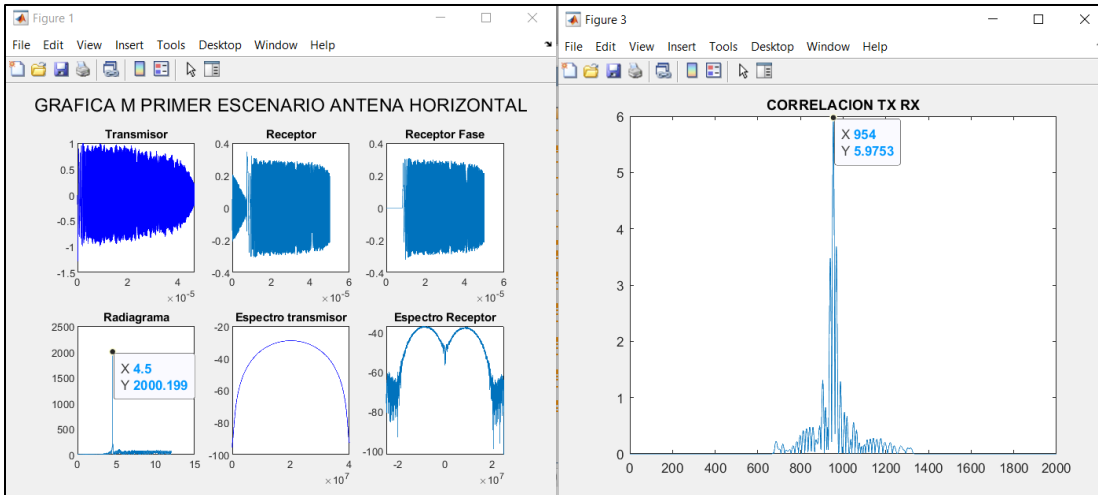 Figure 1
File Edit View Insert Tools Desktop Window Help
GRAFICA M PRIMER ESCENARIO ANTENA HORIZONTAL
Transmisor
1
0.5
0
-0.5
-1
-1.5
0 2 4
×10^-5
Receptor
0.4
0.2
0
-0.2
-0.4
0 2 4 6
×10^-5
Receptor Fase
0.4
0.2
0
-0.2
-0.4
0 2 4 6
×10^-5
Radiagrama
2500
2000
1500
1000
500
0
X 4.5
Y 2000.199
0 5 10 15
Espectro transmisor
-20
-40
-60
-80
-100
0 2 4
×10^7
Espectro Receptor
-40
-60
-80
-100
-2 0 2
×10^7
Figure 3
File Edit View Insert Tools Desktop Window Help
CORRELACION TX RX
6
5
4
3
2
1
0
X 954
Y 5.9753
0 200 400 600 800 1000 1200 1400 1600 1800 2000